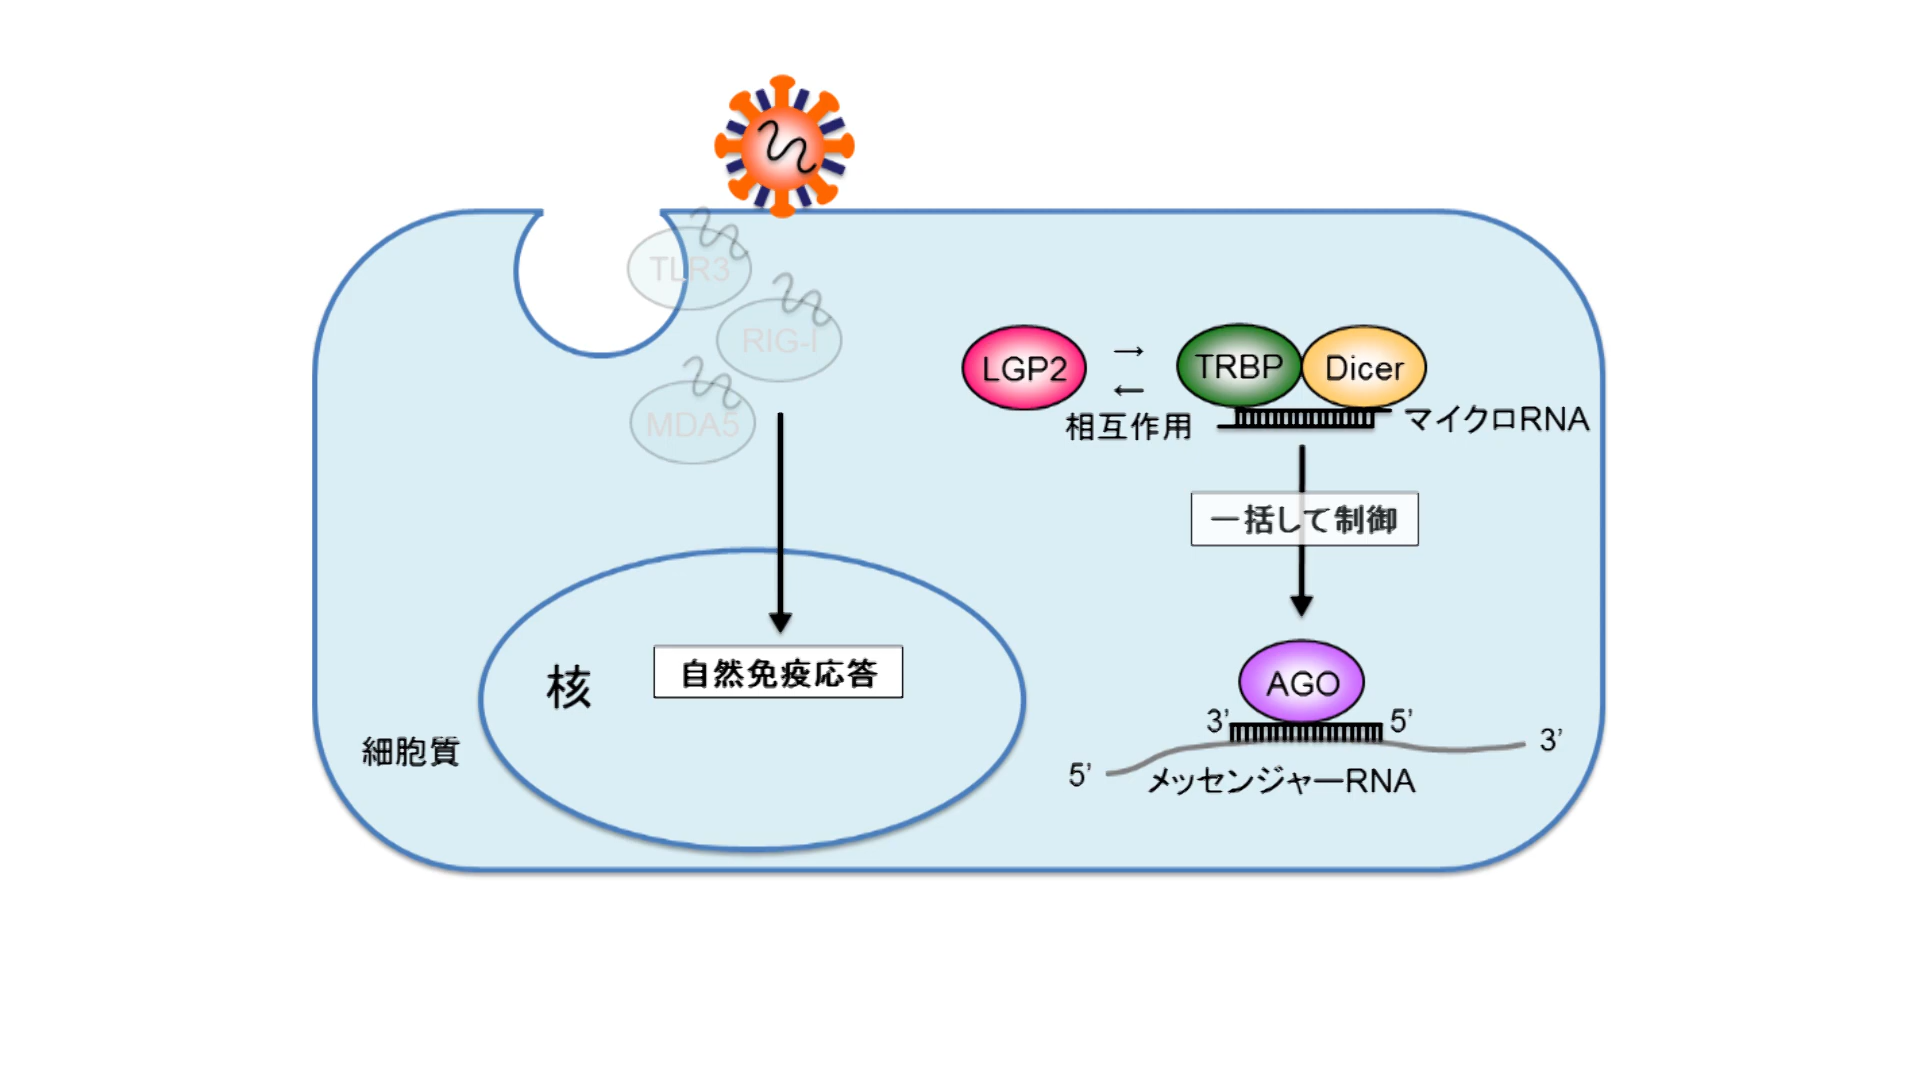 TLR3
RIG-I
MDA5
LGP2
→
←
相互作用
TRBP
Dicer
マイクロRNA
一括して制御
AGO
3’
5’
5’
3’
メッセンジャーRNA
核
自然免疫応答
細胞質